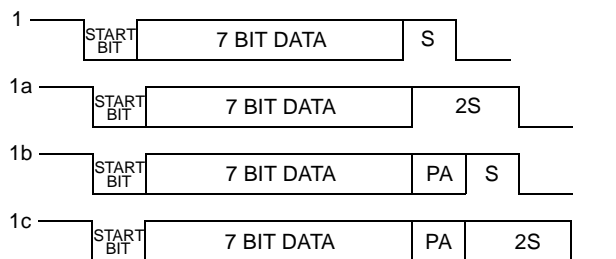 1 START BIT 7 BIT DATA S
1a START BIT 7 BIT DATA 2S
1b START BIT 7 BIT DATA PA S
1c START BIT 7 BIT DATA PA 2S